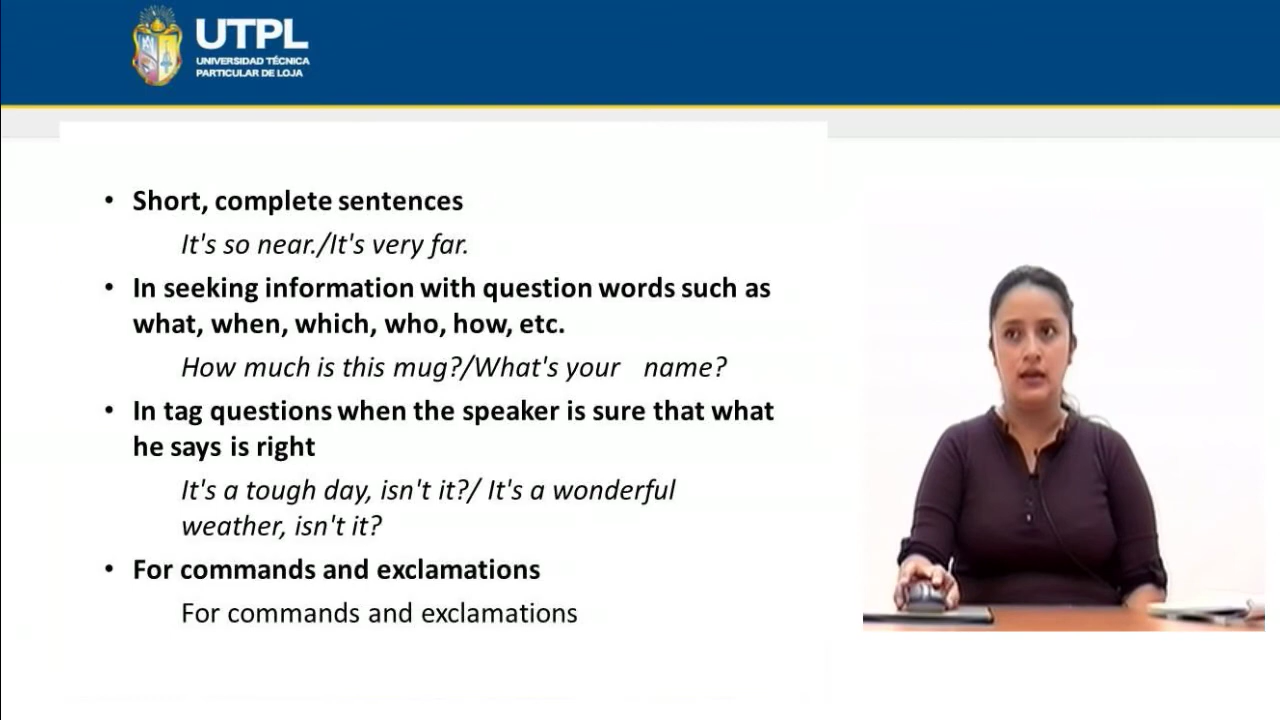 UTPL
UNIVERSIDAD TÉCNICA
PARTICULAR DE LOJA
• Short, complete sentences
It's so near./It's very far.
• In seeking information with question words such as
what, when, which, who, how, etc.
How much is this mug?/What's your name?
• In tag questions when the speaker is sure that what
he says is right
It's a tough day, isn't it?/ It's a wonderful
weather, isn't it?
• For commands and exclamations
For commands and exclamations